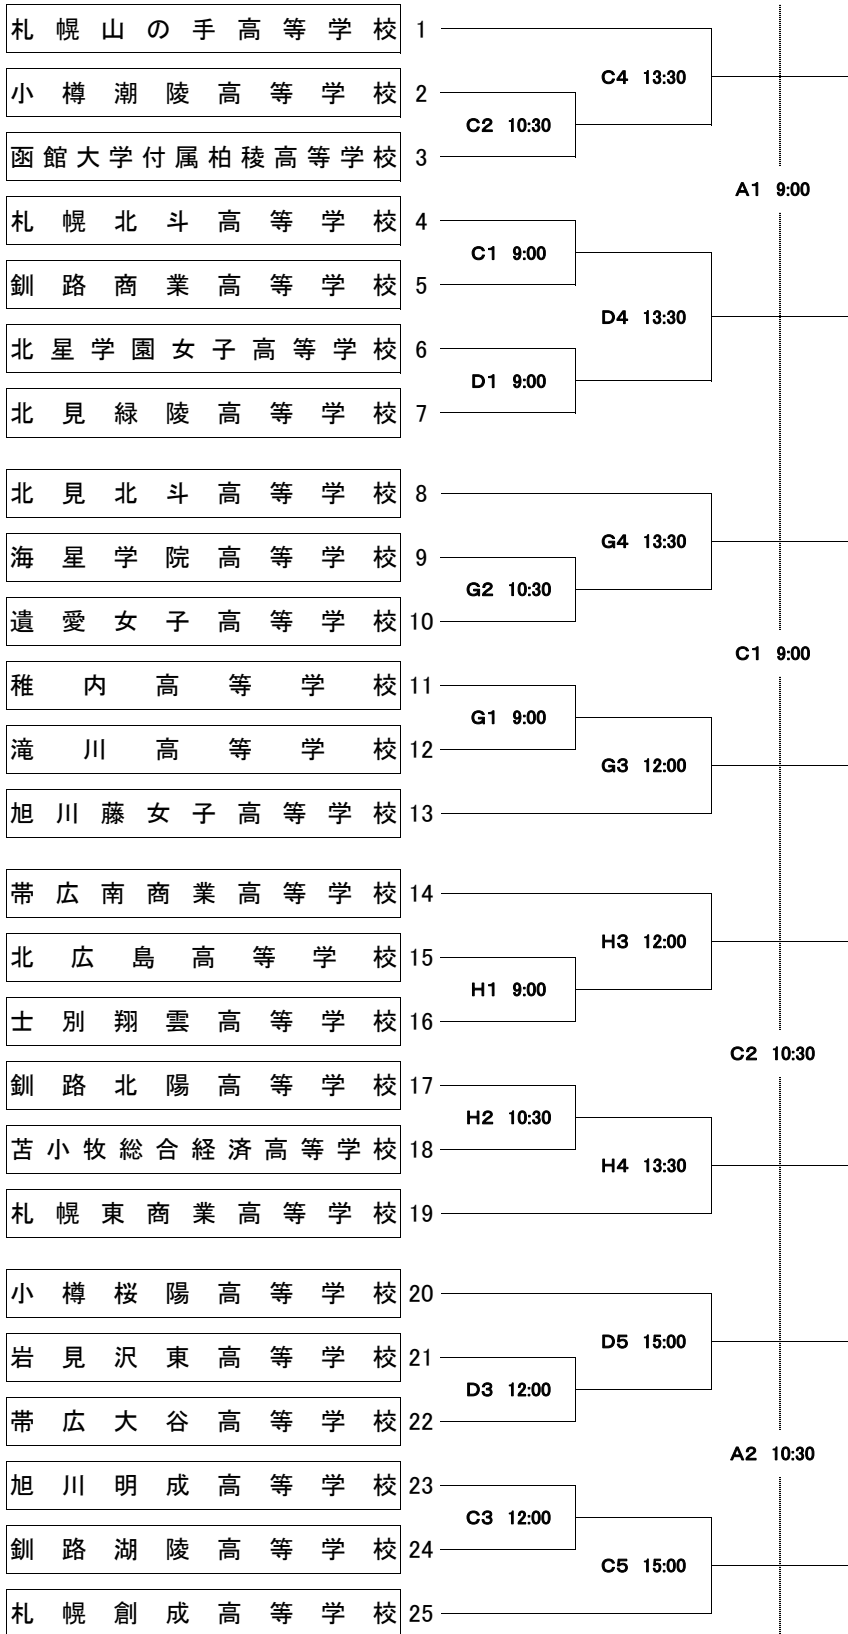 札幌山の手高等学校 1
C4 13:30
小樽潮陵高等学校 2
C2 10:30
函館大学付属柏稜高等学校 3
A1 9:00
札幌北斗高等学校 4
C1 9:00
釧路商業高等学校 5
D4 13:30
北星学園女子高等学校 6
D1 9:00
北見緑陵高等学校 7
北見北斗高等学校 8
G4 13:30
海星学院高等学校 9
G2 10:30
遺愛女子高等学校 10
C1 9:00
稚内高等学校 11
G1 9:00
滝川高等学校 12
G3 12:00
旭川藤女子高等学校 13
帯広南商業高等学校 14
H3 12:00
北広島高等学校 15
H1 9:00
士別翔雲高等学校 16
C2 10:30
釧路北陽高等学校 17
H2 10:30
苫小牧総合経済高等学校 18
H4 13:30
札幌東商業高等学校 19
小樽桜陽高等学校 20
D5 15:00
岩見沢東高等学校 21
D3 12:00
帯広大谷高等学校 22
A2 10:30
旭川明成高等学校 23
C3 12:00
釧路湖陵高等学校 24
C5 15:00
札幌創成高等学校 25